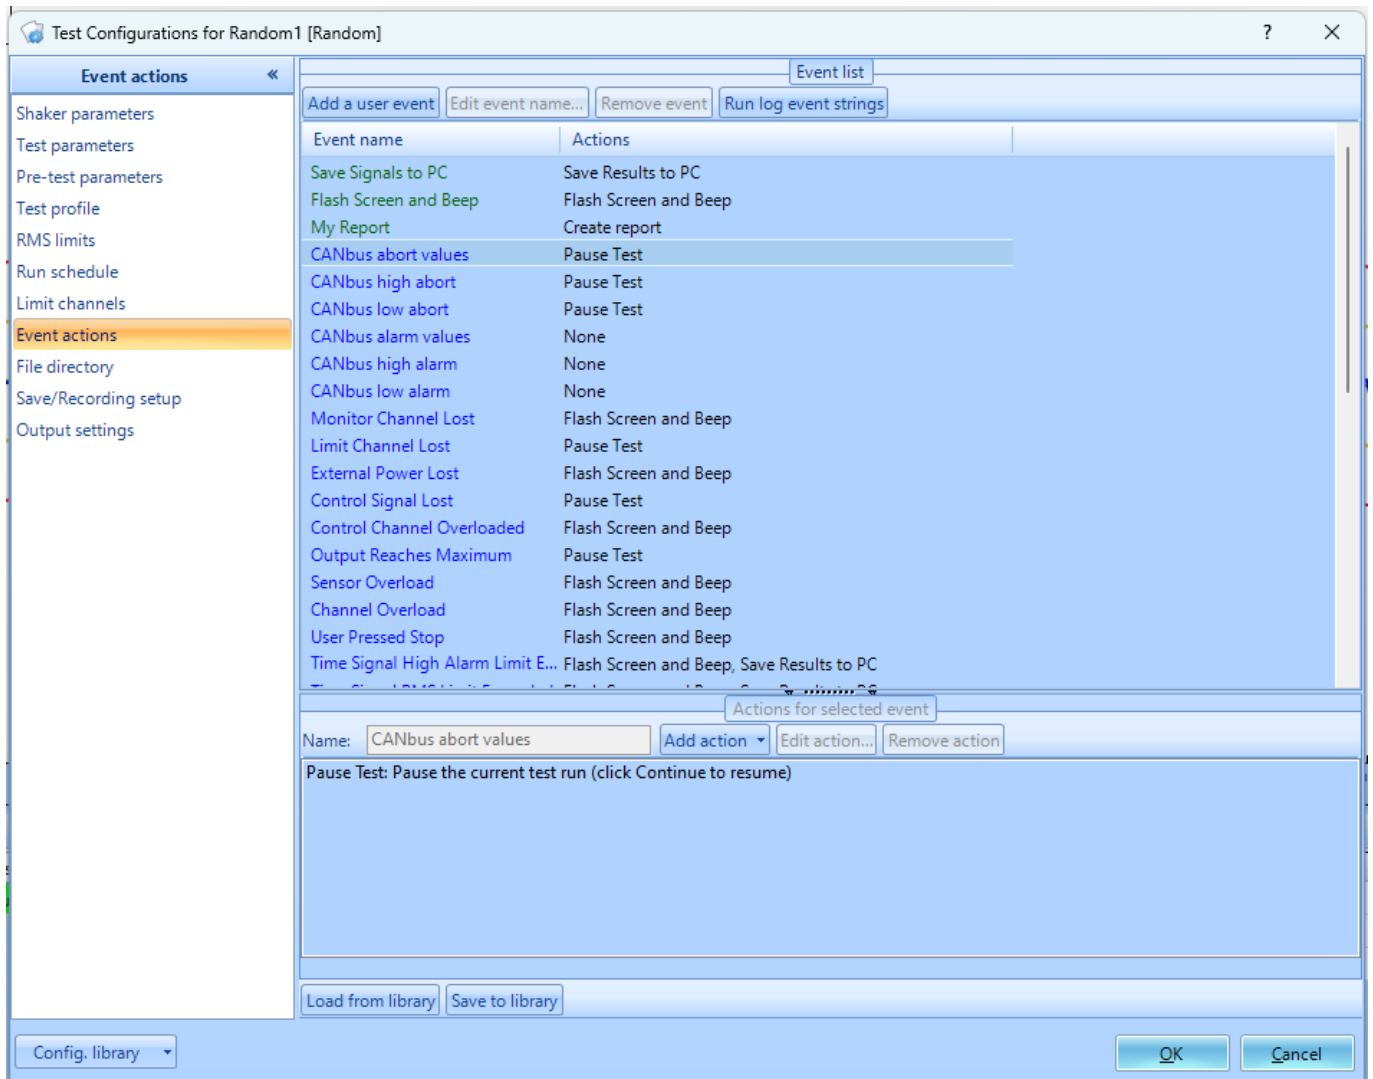 Test Configurations for Random1 [Random]
?
Event actions
«
Shaker parameters
Test parameters
Pre-test parameters
Test profile
RMS limits
Run schedule
Limit channels
Event actions
File directory
Save/Recording setup
Output settings
Event list
Add a user event Edit event name... Remove event Run log event strings
Event name Actions
Save Signals to PC Save Results to PC
Flash Screen and Beep Flash Screen and Beep
My Report Create report
CANbus abort values Pause Test
CANbus high abort Pause Test
CANbus low abort Pause Test
CANbus alarm values None
CANbus high alarm None
CANbus low alarm None
Monitor Channel Lost Flash Screen and Beep
Limit Channel Lost Pause Test
External Power Lost Flash Screen and Beep
Control Signal Lost Pause Test
Control Channel Overloaded Flash Screen and Beep
Output Reaches Maximum Pause Test
Sensor Overload Flash Screen and Beep
Channel Overload Flash Screen and Beep
User Pressed Stop Flash Screen and Beep
Time Signal High Alarm Limit E... Flash Screen and Beep, Save Results to PC
Actions for selected event
Name: CANbus abort values Add action Edit action... Remove action
Pause Test: Pause the current test run (click Continue to resume)
Load from library Save to library
Config. library
OK Cancel